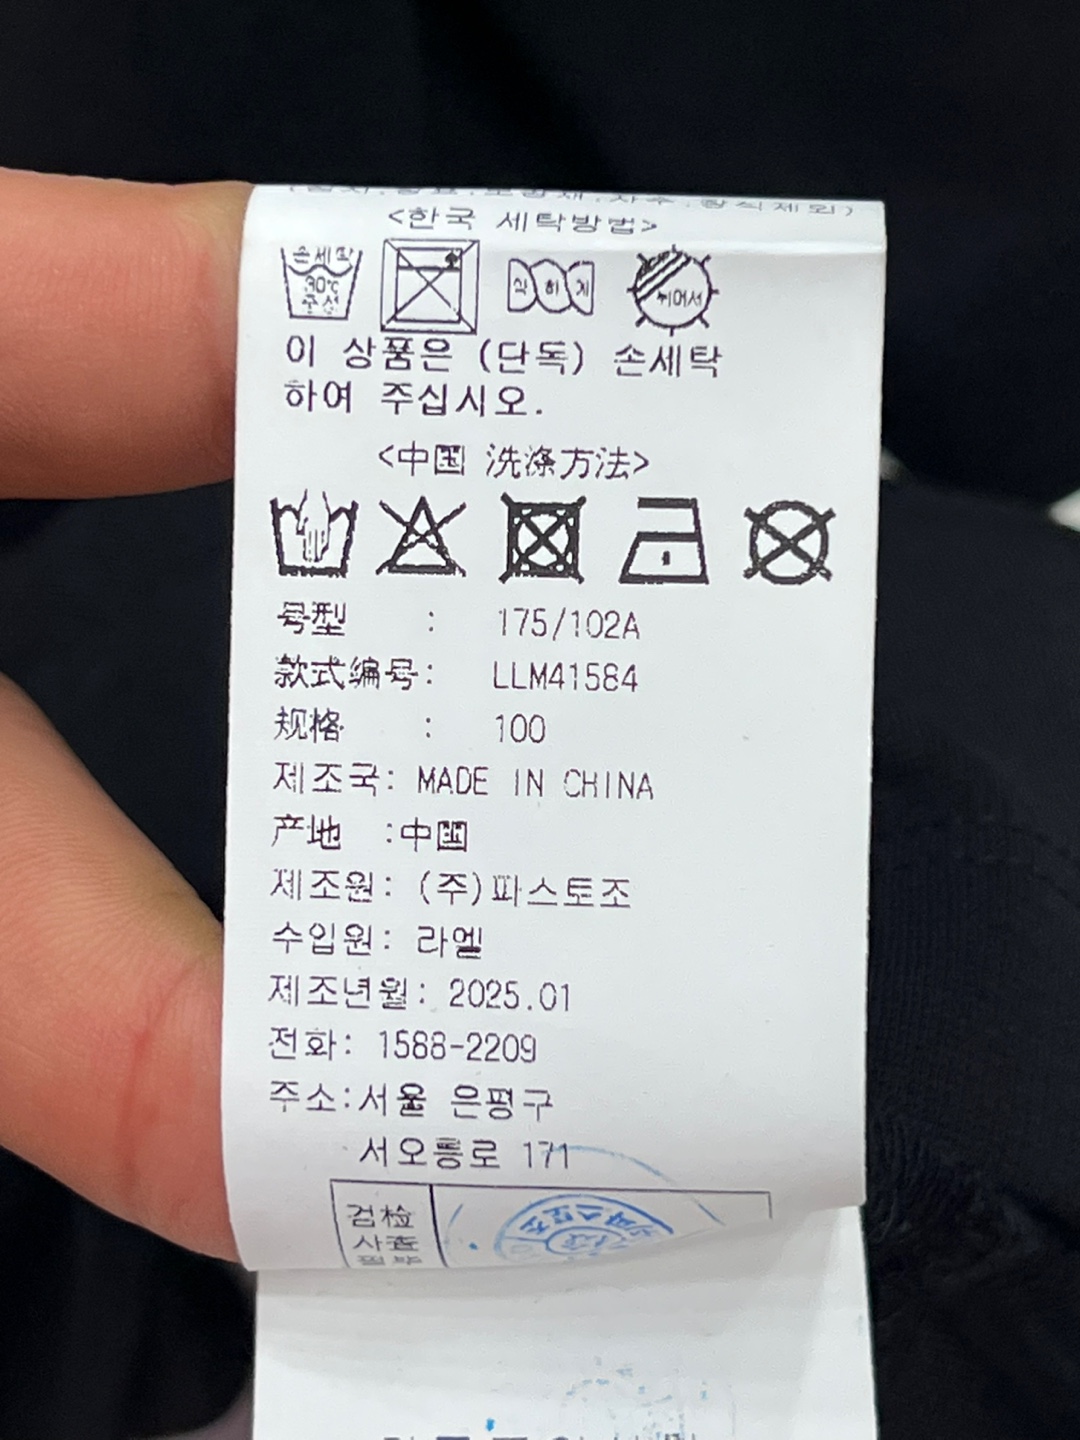 <한국 세탁방법>
손세탁
30℃
중성
약 하 게
뉘어서
이 상품은 (단독) 손세탁
하여 주십시오.
<中国 洗涤方法>
号型 : 175/102A
款式编号: LLM41584
规格 : 100
제조국: MADE IN CHINA
产地 :中国
제조원: (주)파스토조
수입원: 라엘
제조년월: 2025.01
전화: 1588-2209
주소:서울 은평구
서오릉로 171
검检
사查